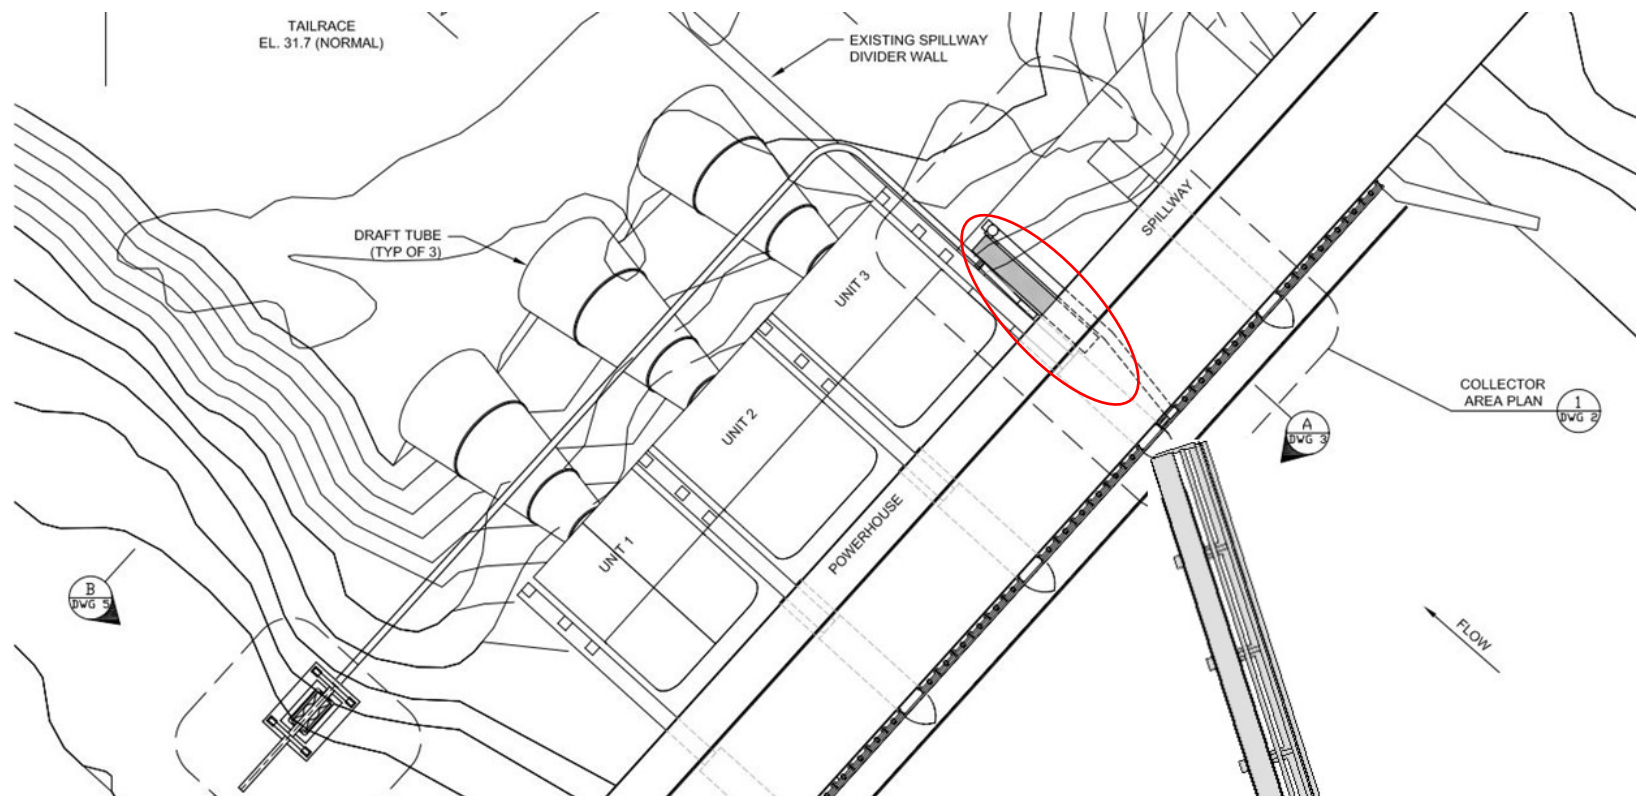 TAILRACE
EL. 31.7 (NORMAL)
EXISTING SPILLWAY
DIVIDER WALL
DRAFT TUBE
(TYP OF 3)
SPILLWAY
UNIT 3
UNIT 2
UNIT 1
POWERHOUSE
COLLECTOR
AREA PLAN
1
DWG 2
A
DWG 3
B
DWG 5
FLOW